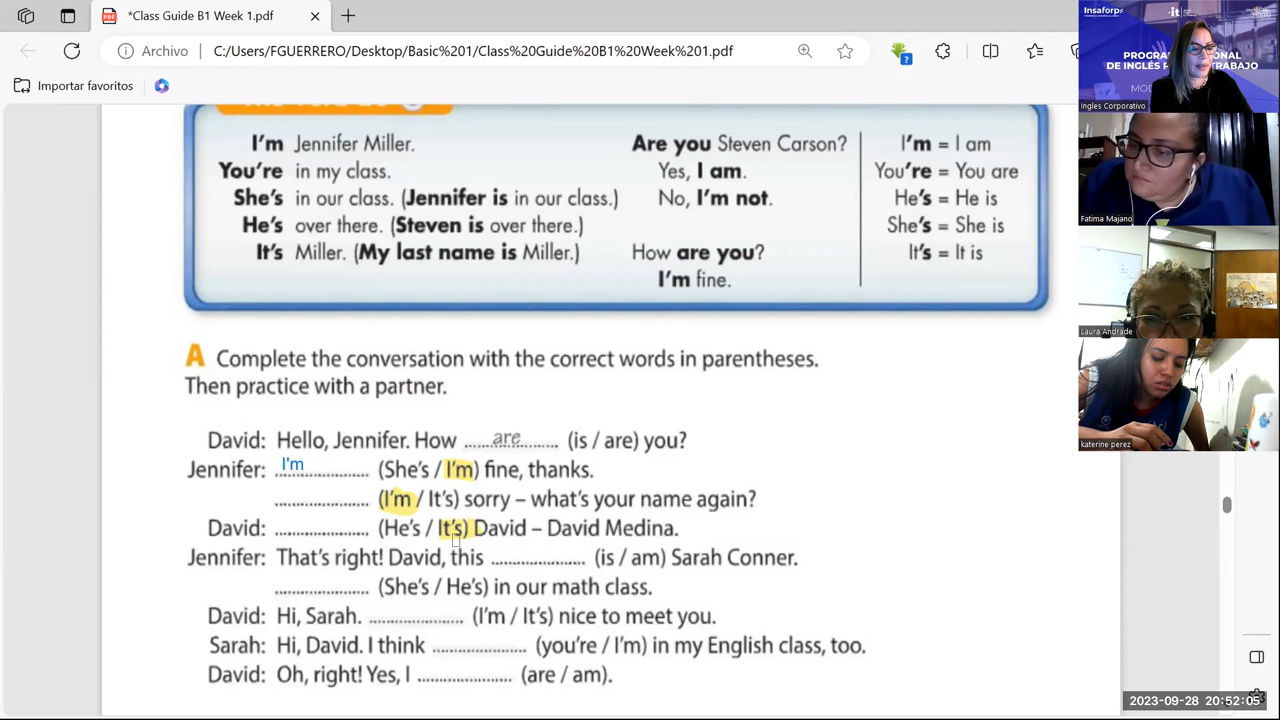 *Class Guide B1 Week 1.pdf
Archivo C:/Users/FGUERRERO/Desktop/Basic%201/Class%20Guide%20B1%20Week%201.pdf
Importar favoritos
I'm Jennifer Miller.
You're in my class.
She's in our class. (Jennifer is in our class.)
He's over there. (Steven is over there.)
It's Miller. (My last name is Miller.)
Are you Steven Carson?
Yes, I am.
No, I'm not.
How are you?
I'm fine.
I'm = I am
You're = You are
He's = He is
She's = She is
It's = It is
A Complete the conversation with the correct words in parentheses.
Then practice with a partner.
David: Hello, Jennifer. How are (is / are) you?
Jennifer: I'm (She's / I'm) fine, thanks.
(I'm / It's) sorry – what's your name again?
David: (He's / It's) David – David Medina.
Jennifer: That's right! David, this (is / am) Sarah Conner.
(She's / He's) in our math class.
David: Hi, Sarah. (I'm / It's) nice to meet you.
Sarah: Hi, David. I think (you're / I'm) in my English class, too.
David: Oh, right! Yes, I (are / am).
Insaforp
DE INGLÉS
Ingles Corporativo
Fatima Majano
Laura Andrade
katerine perez
2023-09-28 20:52:05